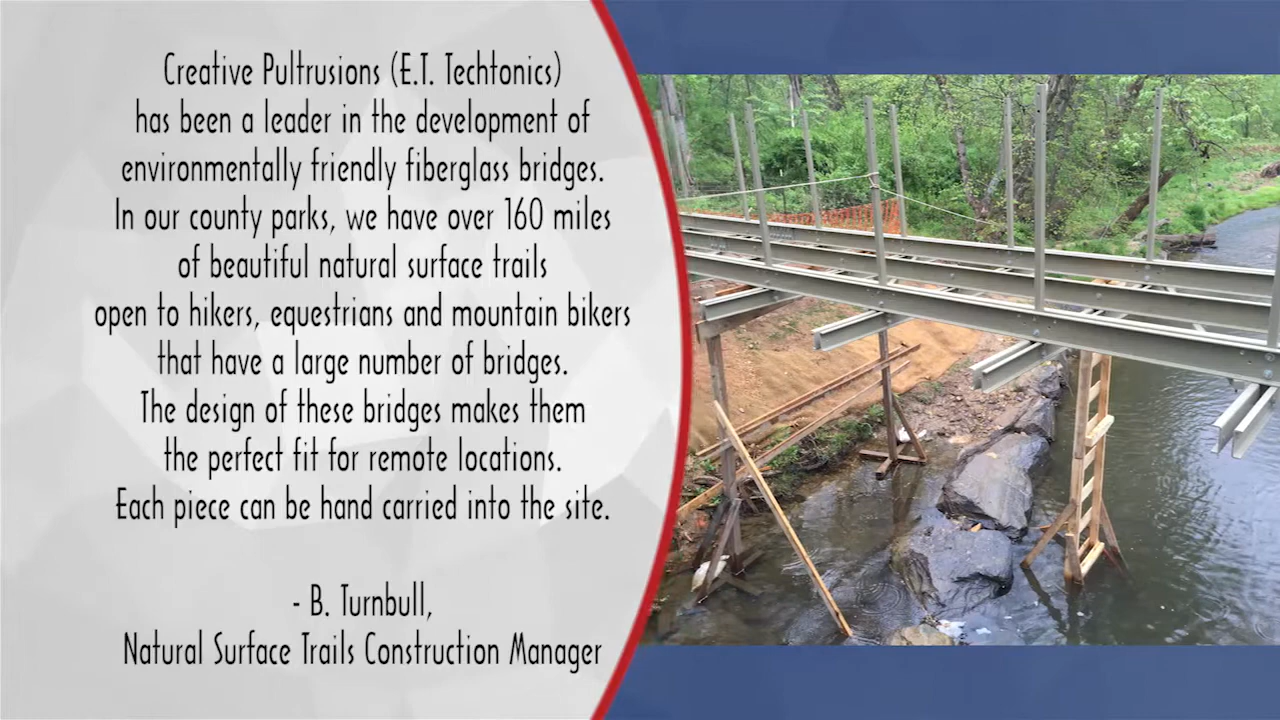 Creative Pultrusions (E.T. Techtonics)
has been a leader in the development of
environmentally friendly fiberglass bridges.
In our county parks, we have over 160 miles
of beautiful natural surface trails
open to hikers, equestrians and mountain bikers
that have a large number of bridges.
The design of these bridges makes them
the perfect fit for remote locations.
Each piece can be hand carried into the site.
- B. Turnbull,
Natural Surface Trails Construction Manager